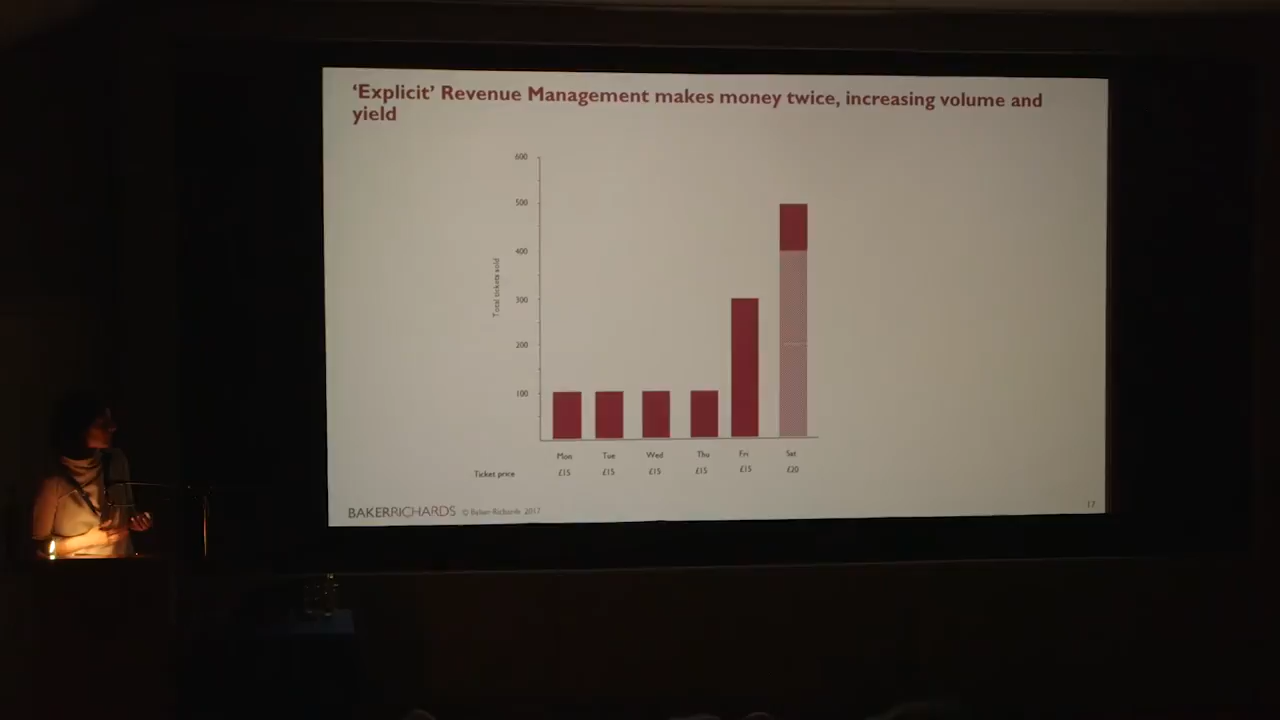 ‘Explicit’ Revenue Management makes money twice, increasing volume and
yield
600
500
400
300
200
100
Total tickets sold
Mon Tue Wed Thu Fri Sat
Ticket price £15 £15 £15 £15 £15 £20
BAKERRICHARDS © Baker Richards 2017
17